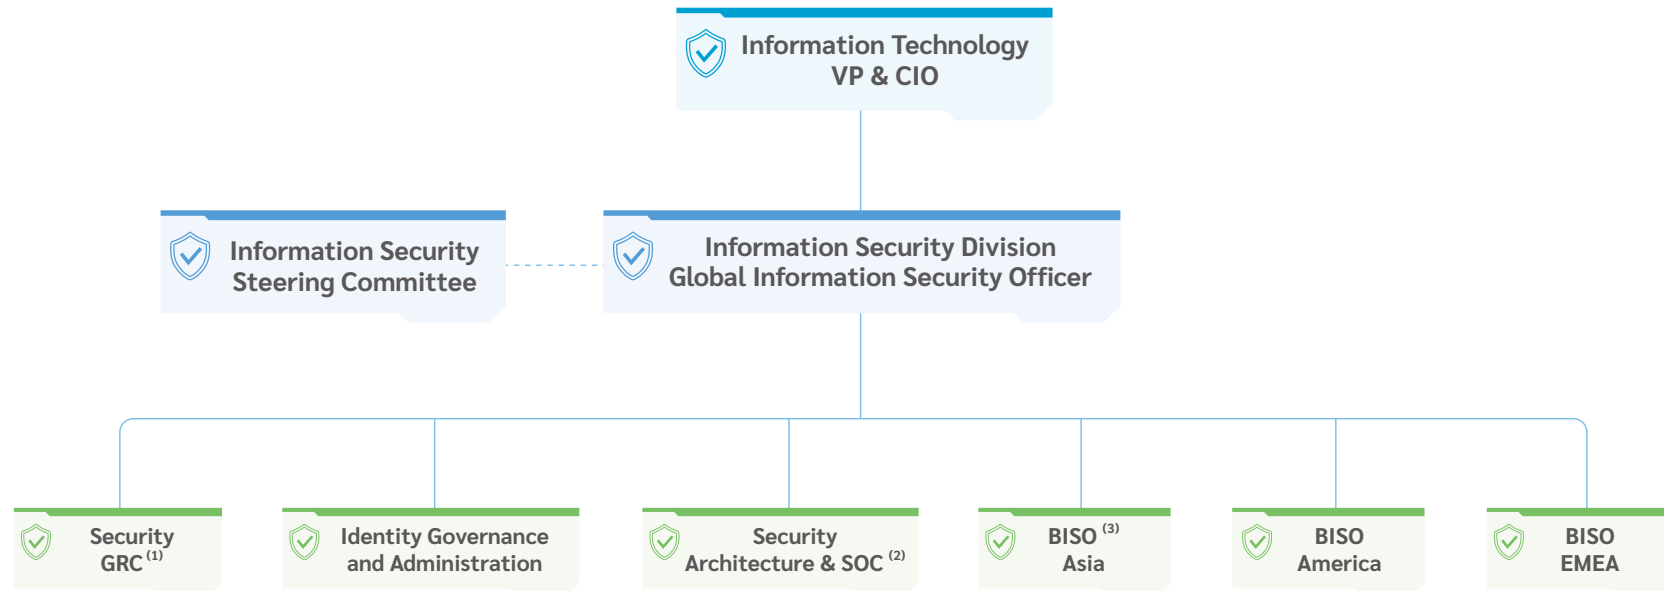 Information Technology
VP & CIO
Information Security
Steering Committee
Information Security Division
Global Information Security Officer
Security
GRC (1)
Identity Governance
and Administration
Security
Architecture & SOC (2)
BISO (3)
Asia
BISO
America
BISO
EMEA